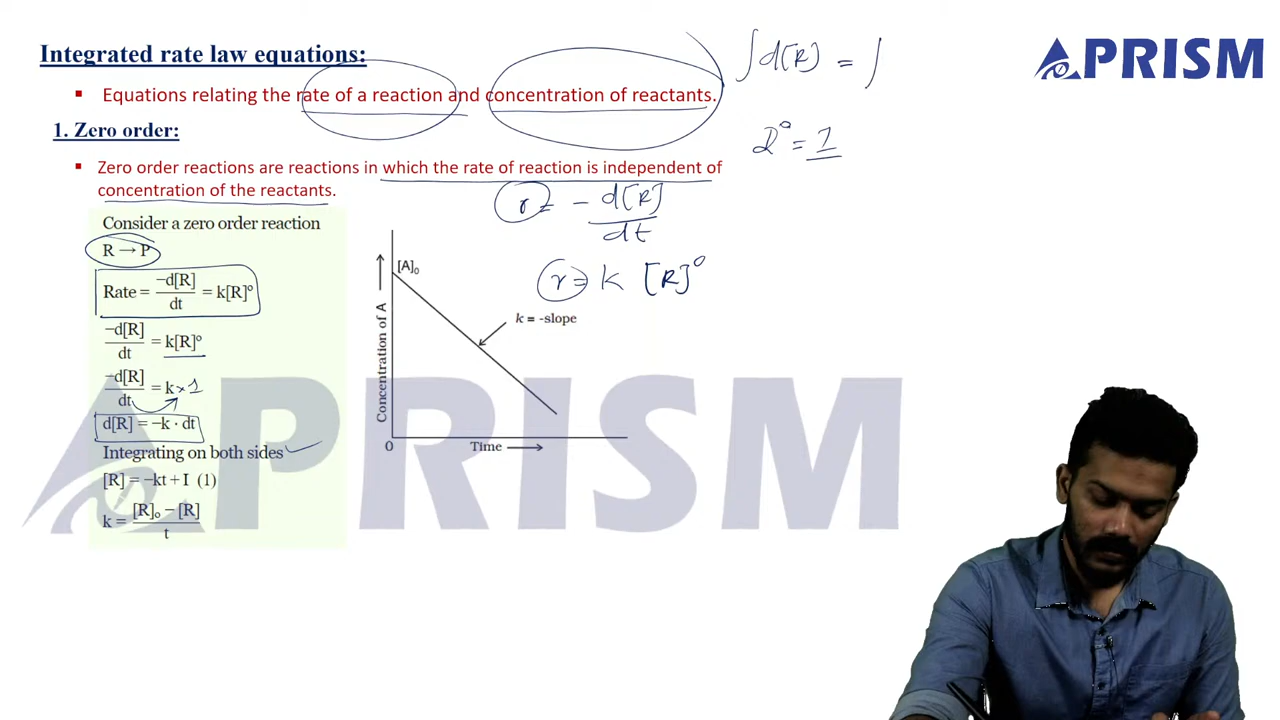 Integrated rate law equations:
▪ Equations relating the rate of a reaction and concentration of reactants.
1. Zero order:
▪ Zero order reactions are reactions in which the rate of reaction is independent of
concentration of the reactants.
Consider a zero order reaction
R → P
Rate = -d[R]/dt = k[R]⁰
-d[R]/dt = k[R]⁰
-d[R]/dt = k × 1
d[R] = -k · dt
Integrating on both sides
[R] = -kt + I (1)
k = [R]₀ - [R] / t
[A]₀
k = -slope
Concentration of A
0
Time
r = - d[R]/dt
r = k [R]⁰
∫d[R] = ∫
PRISM
PRISM